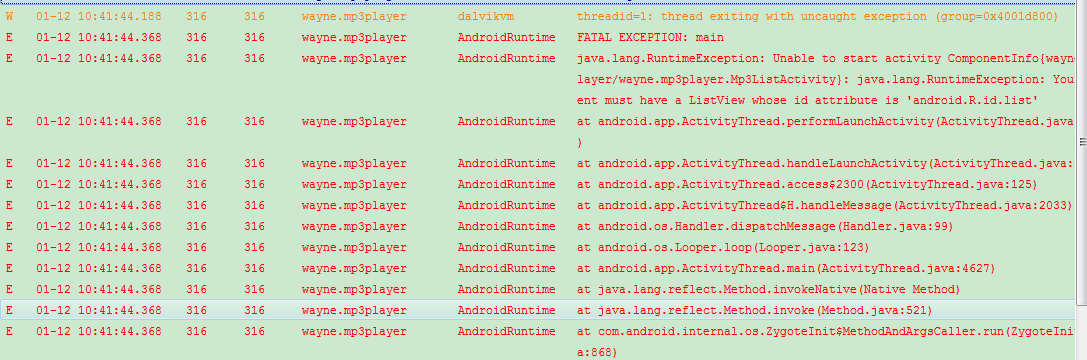 W 01-12 10:41:44.188 316 316 wayne.mp3player dalvikvm threadid=1: thread exiting with uncaught exception (group=0x4001d800)
E 01-12 10:41:44.368 316 316 wayne.mp3player AndroidRuntime FATAL EXCEPTION: main
E 01-12 10:41:44.368 316 316 wayne.mp3player AndroidRuntime java.lang.RuntimeException: Unable to start activity ComponentInfo{wayne
layer/wayne.mp3player.Mp3ListActivity}: java.lang.RuntimeException: You
ent must have a ListView whose id attribute is 'android.R.id.list'
E 01-12 10:41:44.368 316 316 wayne.mp3player AndroidRuntime at android.app.ActivityThread.performLaunchActivity(ActivityThread.java
)
E 01-12 10:41:44.368 316 316 wayne.mp3player AndroidRuntime at android.app.ActivityThread.handleLaunchActivity(ActivityThread.java:
E 01-12 10:41:44.368 316 316 wayne.mp3player AndroidRuntime at android.app.ActivityThread.access$2300(ActivityThread.java:125)
E 01-12 10:41:44.368 316 316 wayne.mp3player AndroidRuntime at android.app.ActivityThread$H.handleMessage(ActivityThread.java:2033)
E 01-12 10:41:44.368 316 316 wayne.mp3player AndroidRuntime at android.os.Handler.dispatchMessage(Handler.java:99)
E 01-12 10:41:44.368 316 316 wayne.mp3player AndroidRuntime at android.os.Looper.loop(Looper.java:123)
E 01-12 10:41:44.368 316 316 wayne.mp3player AndroidRuntime at android.app.ActivityThread.main(ActivityThread.java:4627)
E 01-12 10:41:44.368 316 316 wayne.mp3player AndroidRuntime at java.lang.reflect.Method.invokeNative(Native Method)
E 01-12 10:41:44.368 316 316 wayne.mp3player AndroidRuntime at java.lang.reflect.Method.invoke(Method.java:521)
E 01-12 10:41:44.368 316 316 wayne.mp3player AndroidRuntime at com.android.internal.os.ZygoteInit$MethodAndArgsCaller.run(ZygoteIni
a:868)